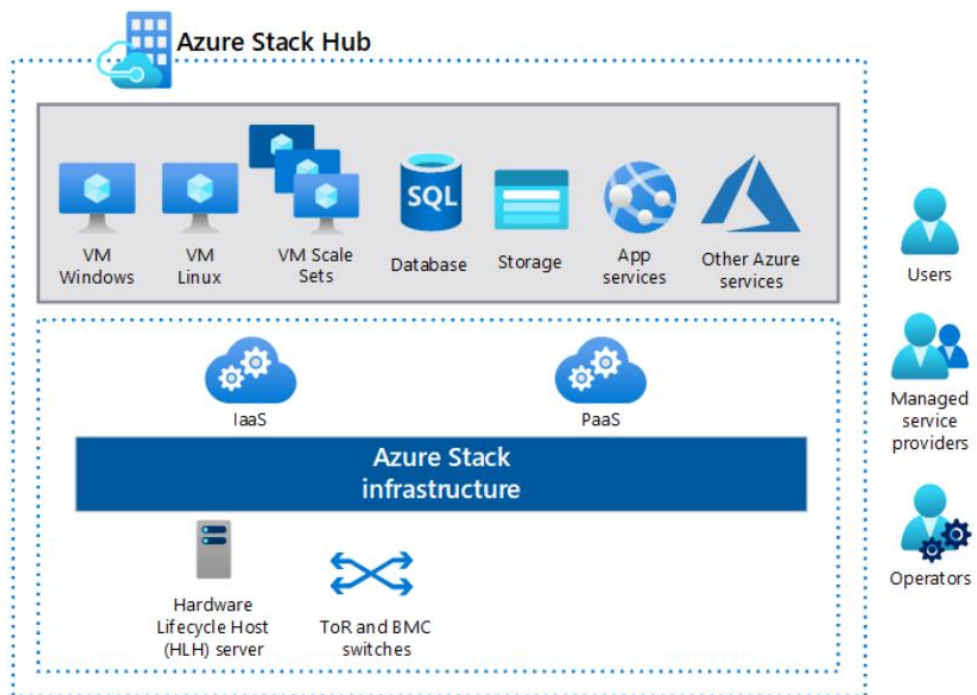 Azure Stack Hub
SQL
VM
Windows
VM
Linux
VM Scale
Sets
Database
Storage
App
services
Other Azure
services
IaaS
PaaS
Azure Stack
infrastructure
Hardware
Lifecycle Host
(HLH) server
ToR and BMC
switches
Users
Managed
service
providers
Operators